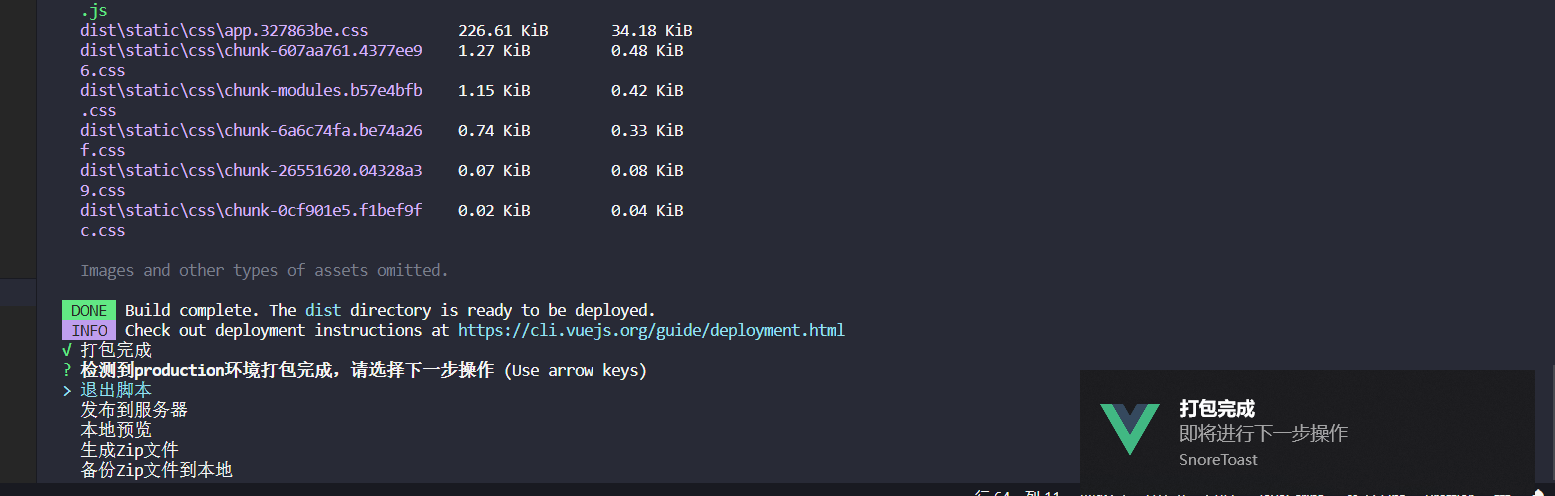 .js
dist\static\css\app.327863be.css 226.61 KiB 34.18 KiB
dist\static\css\chunk-607aa761.4377ee9 1.27 KiB 0.48 KiB
6.css
dist\static\css\chunk-modules.b57e4bfb 1.15 KiB 0.42 KiB
.css
dist\static\css\chunk-6a6c74fa.be74a26 0.74 KiB 0.33 KiB
f.css
dist\static\css\chunk-26551620.04328a3 0.07 KiB 0.08 KiB
9.css
dist\static\css\chunk-0cf901e5.f1bef9f 0.02 KiB 0.04 KiB
c.css
Images and other types of assets omitted.
DONE Build complete. The dist directory is ready to be deployed.
INFO Check out deployment instructions at https://cli.vuejs.org/guide/deployment.html
√ 打包完成
? 检测到production环境打包完成，请选择下一步操作 (Use arrow keys)
> 退出脚本
发布到服务器
本地预览
生成Zip文件
备份Zip文件到本地
打包完成
即将进行下一步操作
SnoreToast